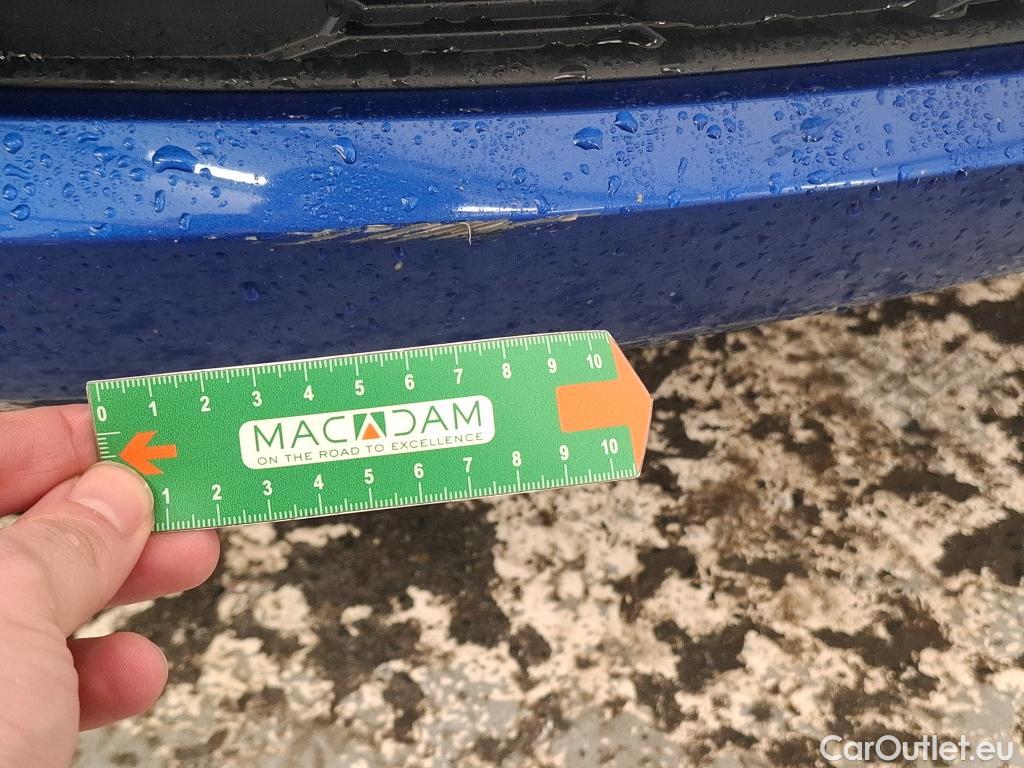 0 1 2 3 4 5 6 7 8 9 10
MACADAM
ON THE ROAD TO EXCELLENCE
1 2 3 4 5 6 7 8 9 10
CarOutlet.eu